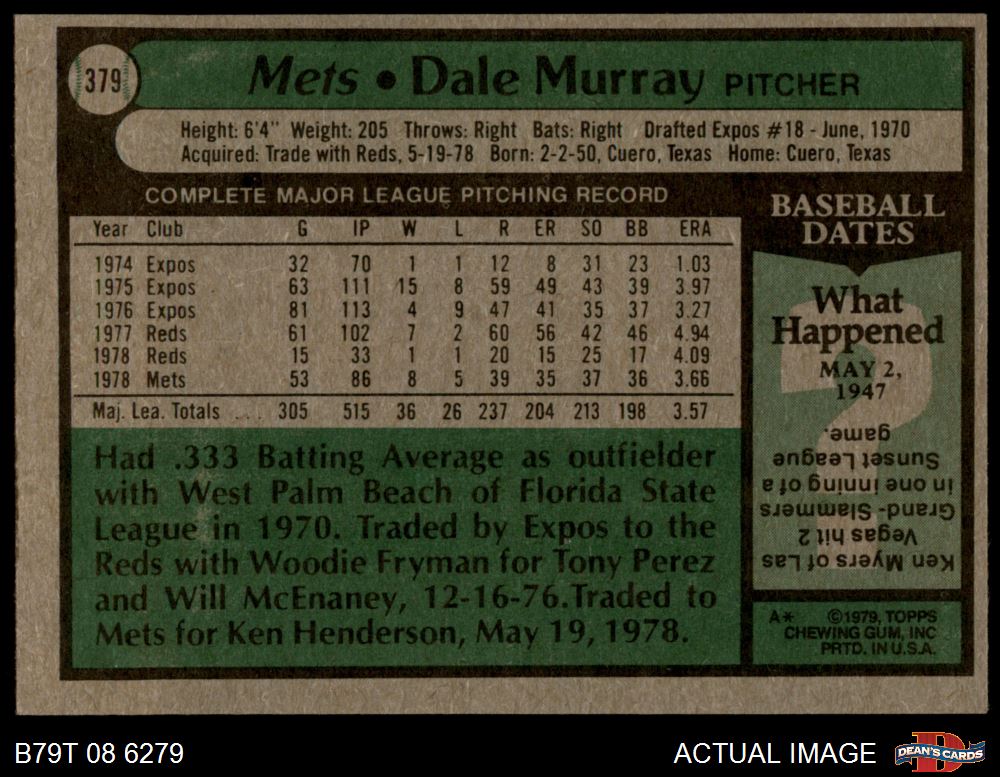 379
Mets • Dale Murray PITCHER
Height: 6'4" Weight: 205 Throws: Right Bats: Right Drafted Expos #18 - June, 1970
Acquired: Trade with Reds, 5-19-78 Born: 2-2-50, Cuero, Texas Home: Cuero, Texas
COMPLETE MAJOR LEAGUE PITCHING RECORD
Year Club G IP W L R ER SO BB ERA
1974 Expos 32 70 1 1 12 8 31 23 1.03
1975 Expos 63 111 15 8 59 49 43 39 3.97
1976 Expos 81 113 4 9 47 41 35 37 3.27
1977 Reds 61 102 7 2 60 56 42 46 4.94
1978 Reds 15 33 1 1 20 15 25 17 4.09
1978 Mets 53 86 8 5 39 35 37 36 3.66
Maj. Lea. Totals ... 305 515 36 26 237 204 213 198 3.57
Had .333 Batting Average as outfielder
with West Palm Beach of Florida State
League in 1970. Traded by Expos to the
Reds with Woodie Fryman for Tony Perez
and Will McEnaney, 12-16-76.Traded to
Mets for Ken Henderson, May 19, 1978.
BASEBALL
DATES
What
Happened
MAY 2,
1947
Ken Myers of Las
Vegas hit 2
Grand-Slammers
in one inning of a
Sunset League
game.
A* ©1979, TOPPS
CHEWING GUM, INC
PRTD. IN U.S.A.
B79T 08 6279
ACTUAL IMAGE
D
DEAN'S CARDS